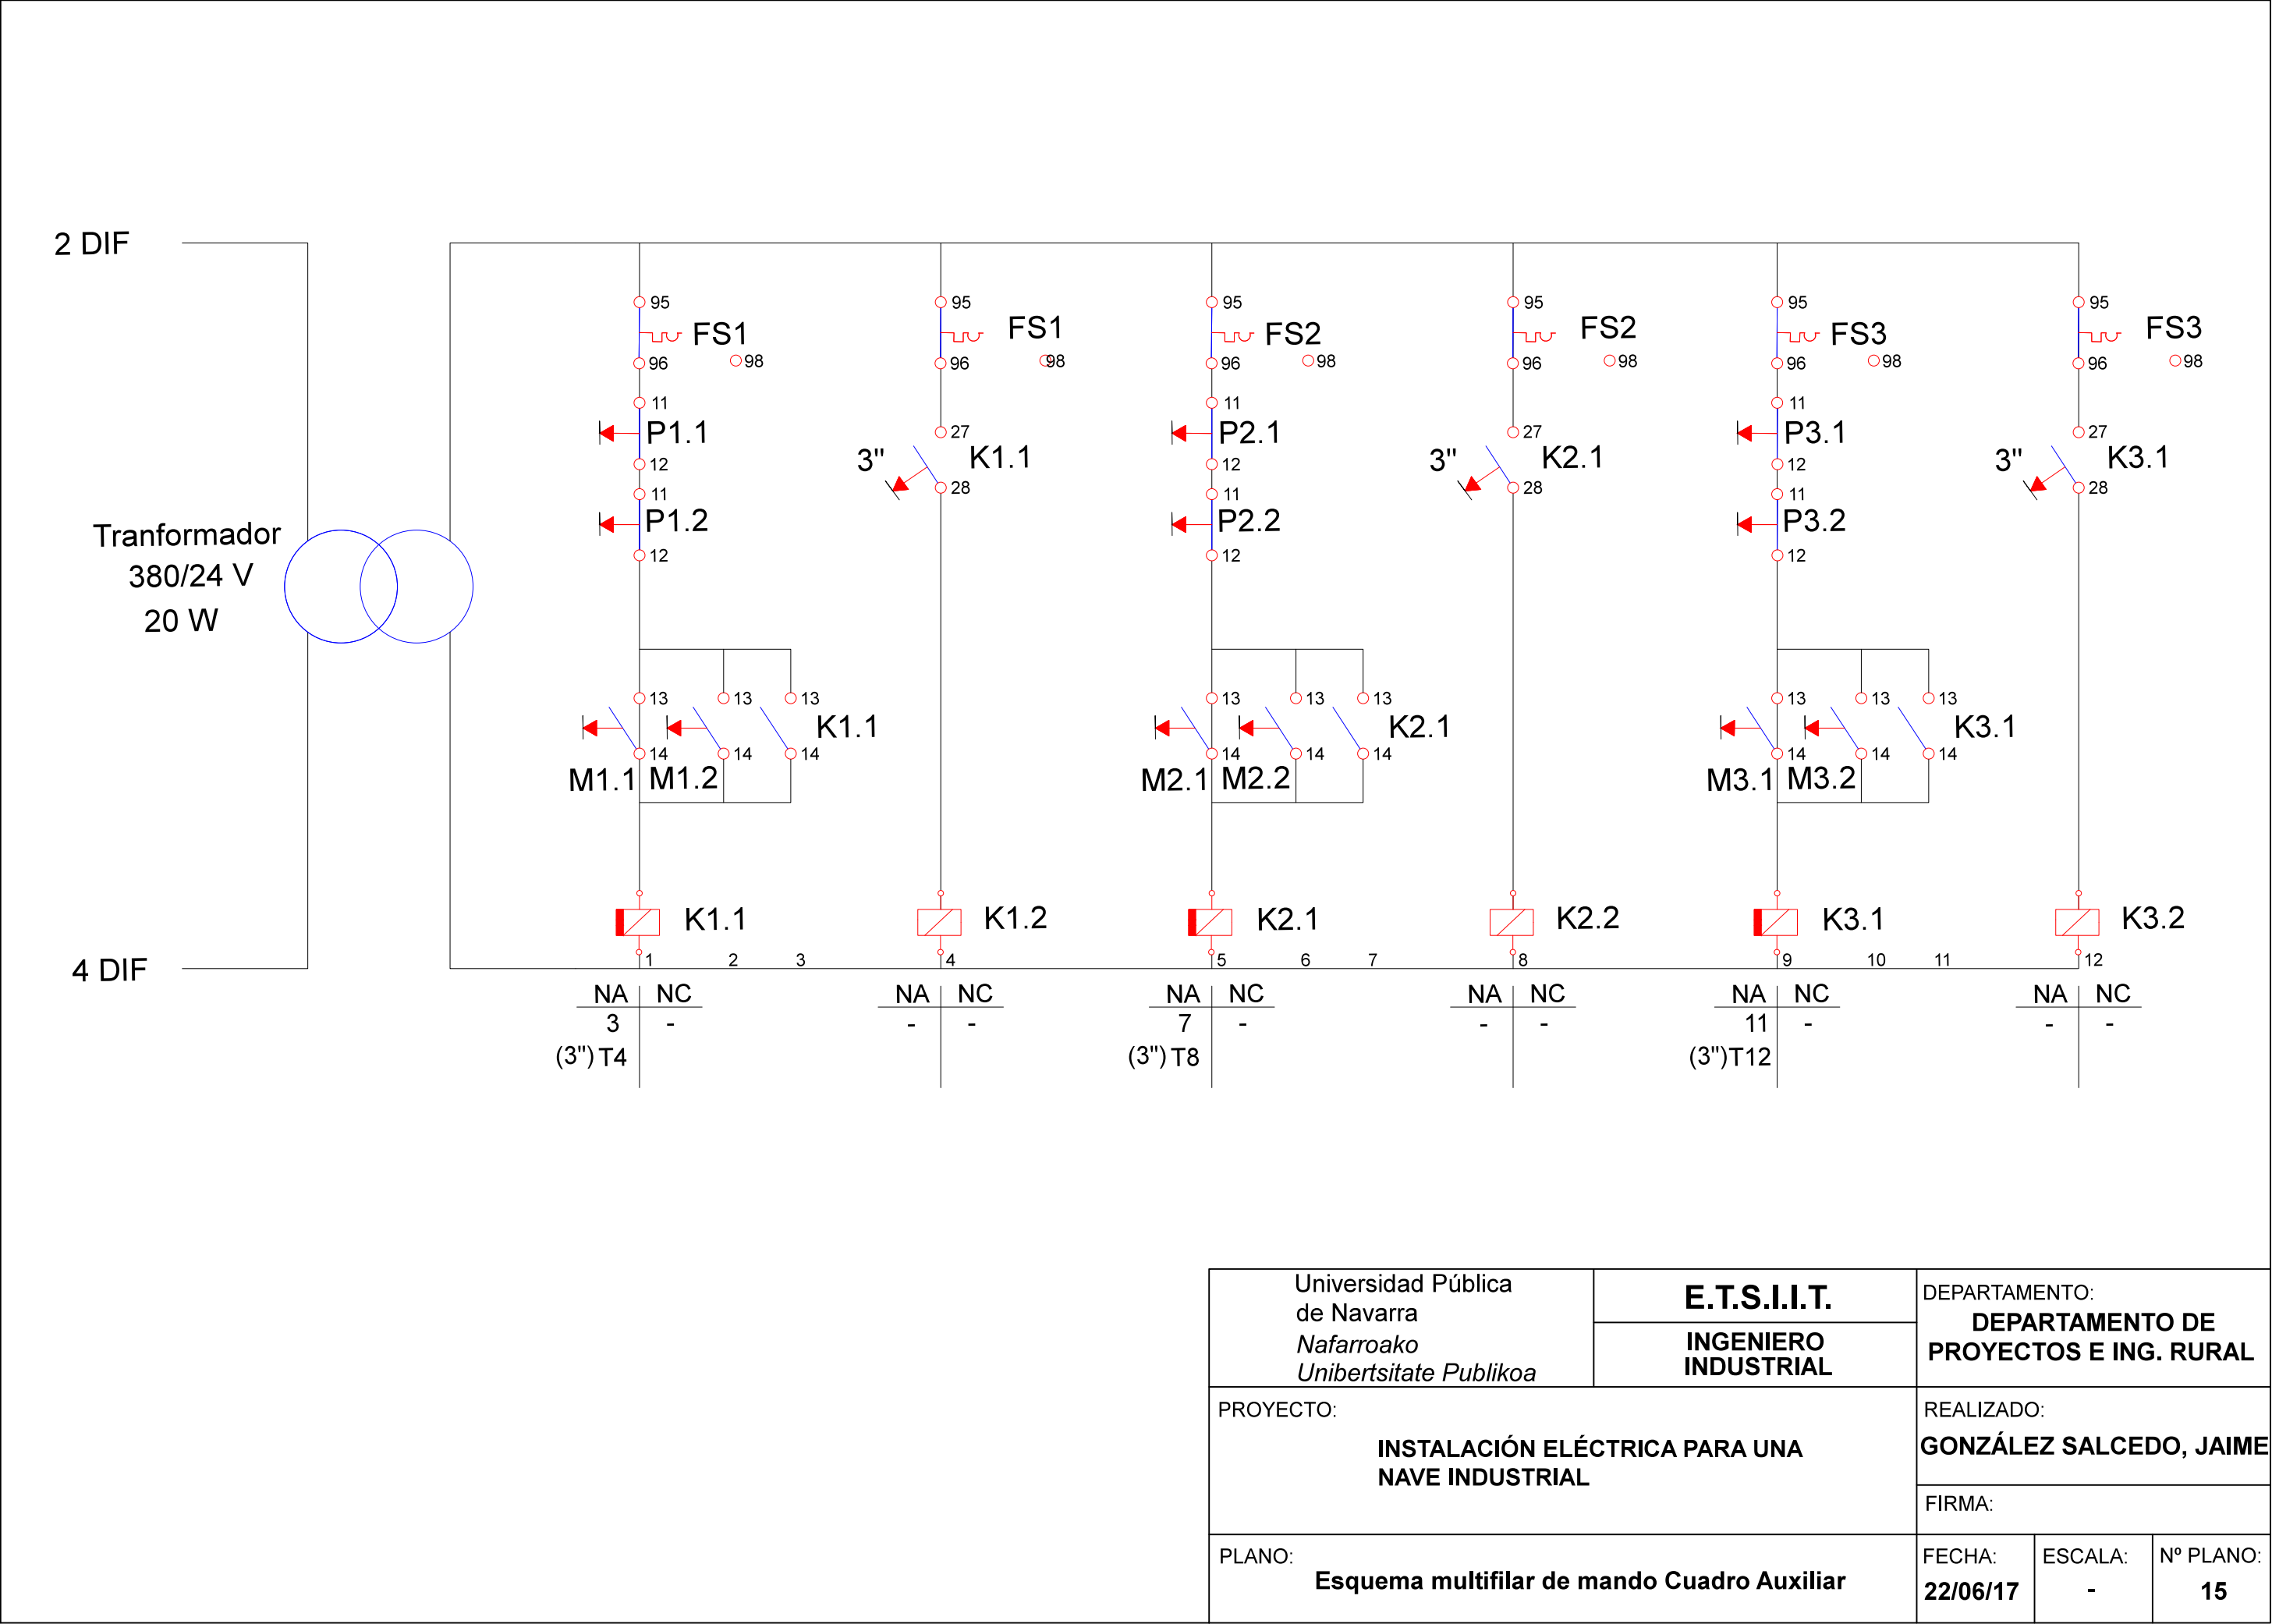 2 DIF
95 95 95 95 95 95
FS1 FS1 FS2 FS2 FS3 FS3
96 98 96 98 96 98 96 98 96 98 96 98
11 11 11
P1.1 27 P2.1 27 P3.1 27
3" K1.1 3" K2.1 3" K3.1
12 12 12
11 28 11 28 11 28
P1.2 P2.2 P3.2
12 12 12
Tranformador
380/24 V
20 W
13 13 13 13 13 13 13 13 13
K1.1 K2.1 K3.1
14 14 14 14 14 14 14 14 14
M1.1 M1.2 M2.1 M2.2 M3.1 M3.2
K1.1 K1.2 K2.1 K2.2 K3.1 K3.2
4 DIF
1 2 3 4 5 6 7 8 9 10 11 12
NA NC NA NC NA NC NA NC NA NC NA NC
3 - - - 7 - - - 11 - - -
(3") T4 (3") T8 (3")T12
Universidad Pública
de Navarra
Nafarroako
Unibertsitate Publikoa
E.T.S.I.I.T.
INGENIERO
INDUSTRIAL
DEPARTAMENTO:
DEPARTAMENTO DE
PROYECTOS E ING. RURAL
PROYECTO:
INSTALACIÓN ELÉCTRICA PARA UNA
NAVE INDUSTRIAL
REALIZADO:
GONZÁLEZ SALCEDO, JAIME
FIRMA:
PLANO:
Esquema multifilar de mando Cuadro Auxiliar
FECHA:
22/06/17
ESCALA:
-
Nº PLANO:
15